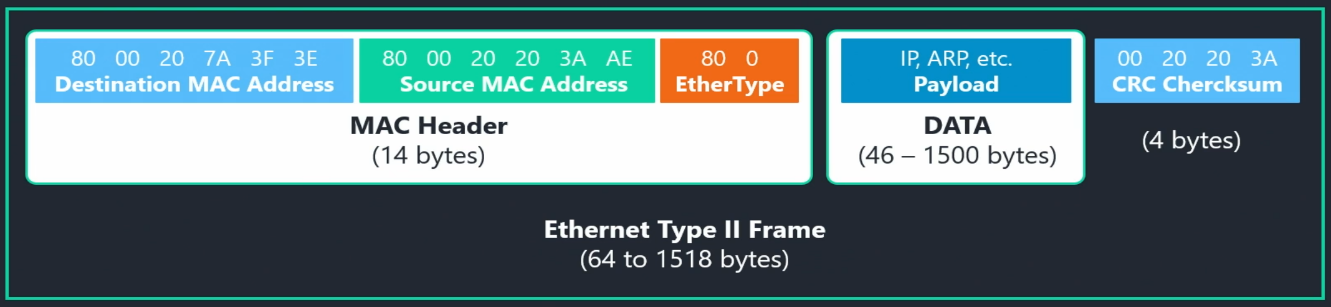 80 00 20 7A 3F 3E
Destination MAC Address
80 00 20 20 3A AE
Source MAC Address
80 0
EtherType
MAC Header
(14 bytes)
IP, ARP, etc.
Payload
DATA
(46 – 1500 bytes)
00 20 20 3A
CRC Chercksum
(4 bytes)
Ethernet Type II Frame
(64 to 1518 bytes)